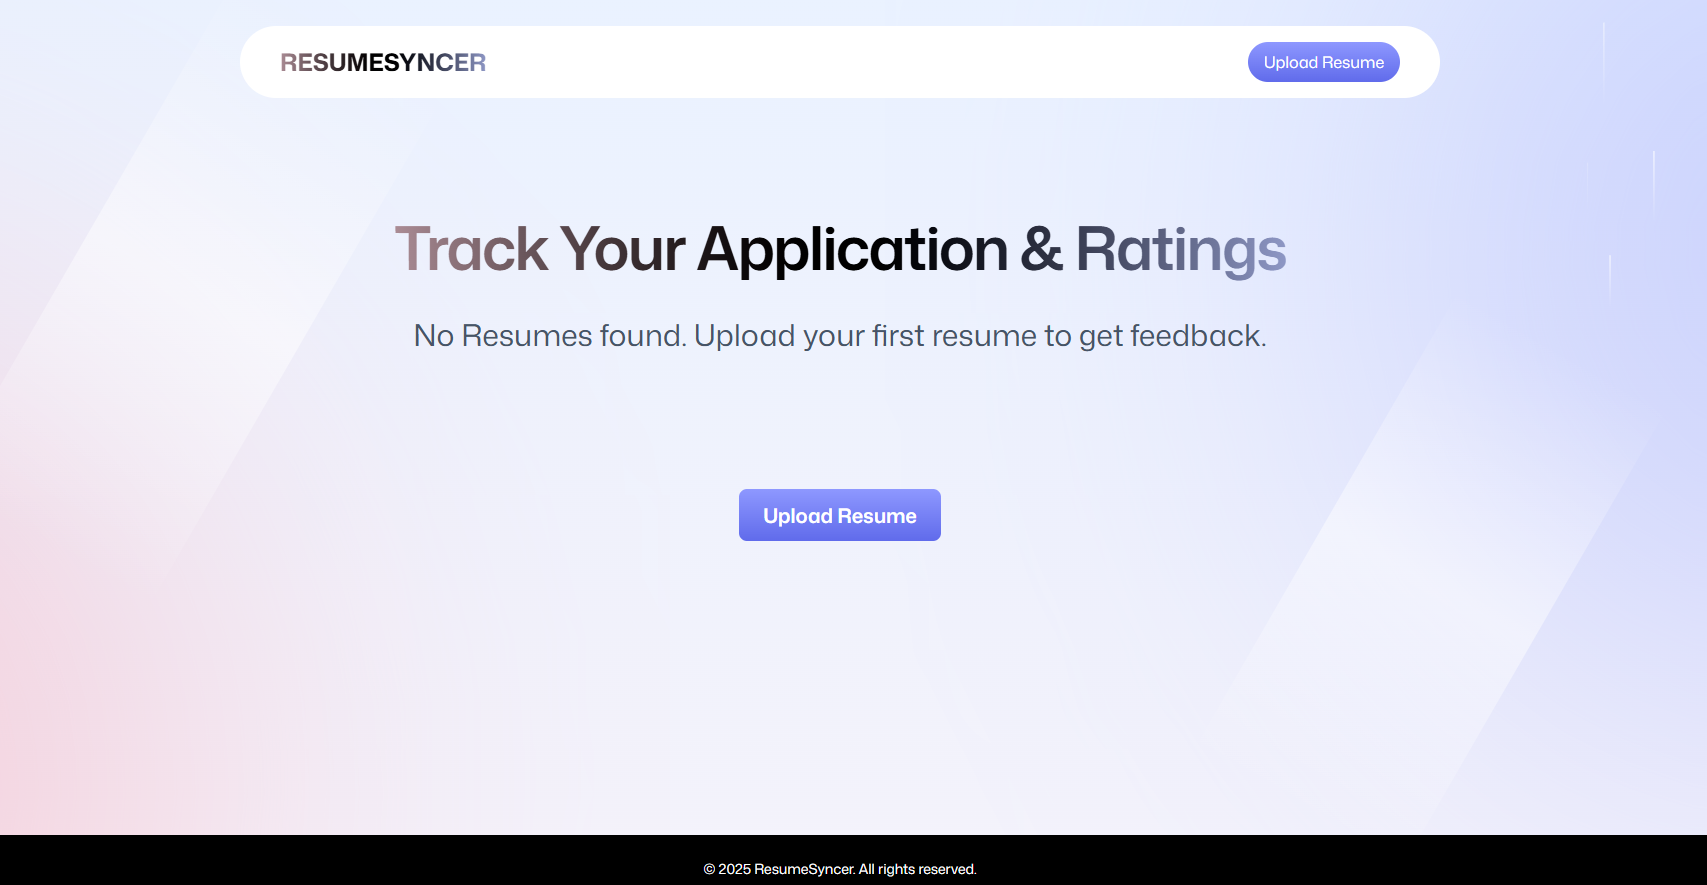 RESUMESYNCER
Upload Resume
Track Your Application & Ratings
No Resumes found. Upload your first resume to get feedback.
Upload Resume
© 2025 ResumeSyncer. All rights reserved.